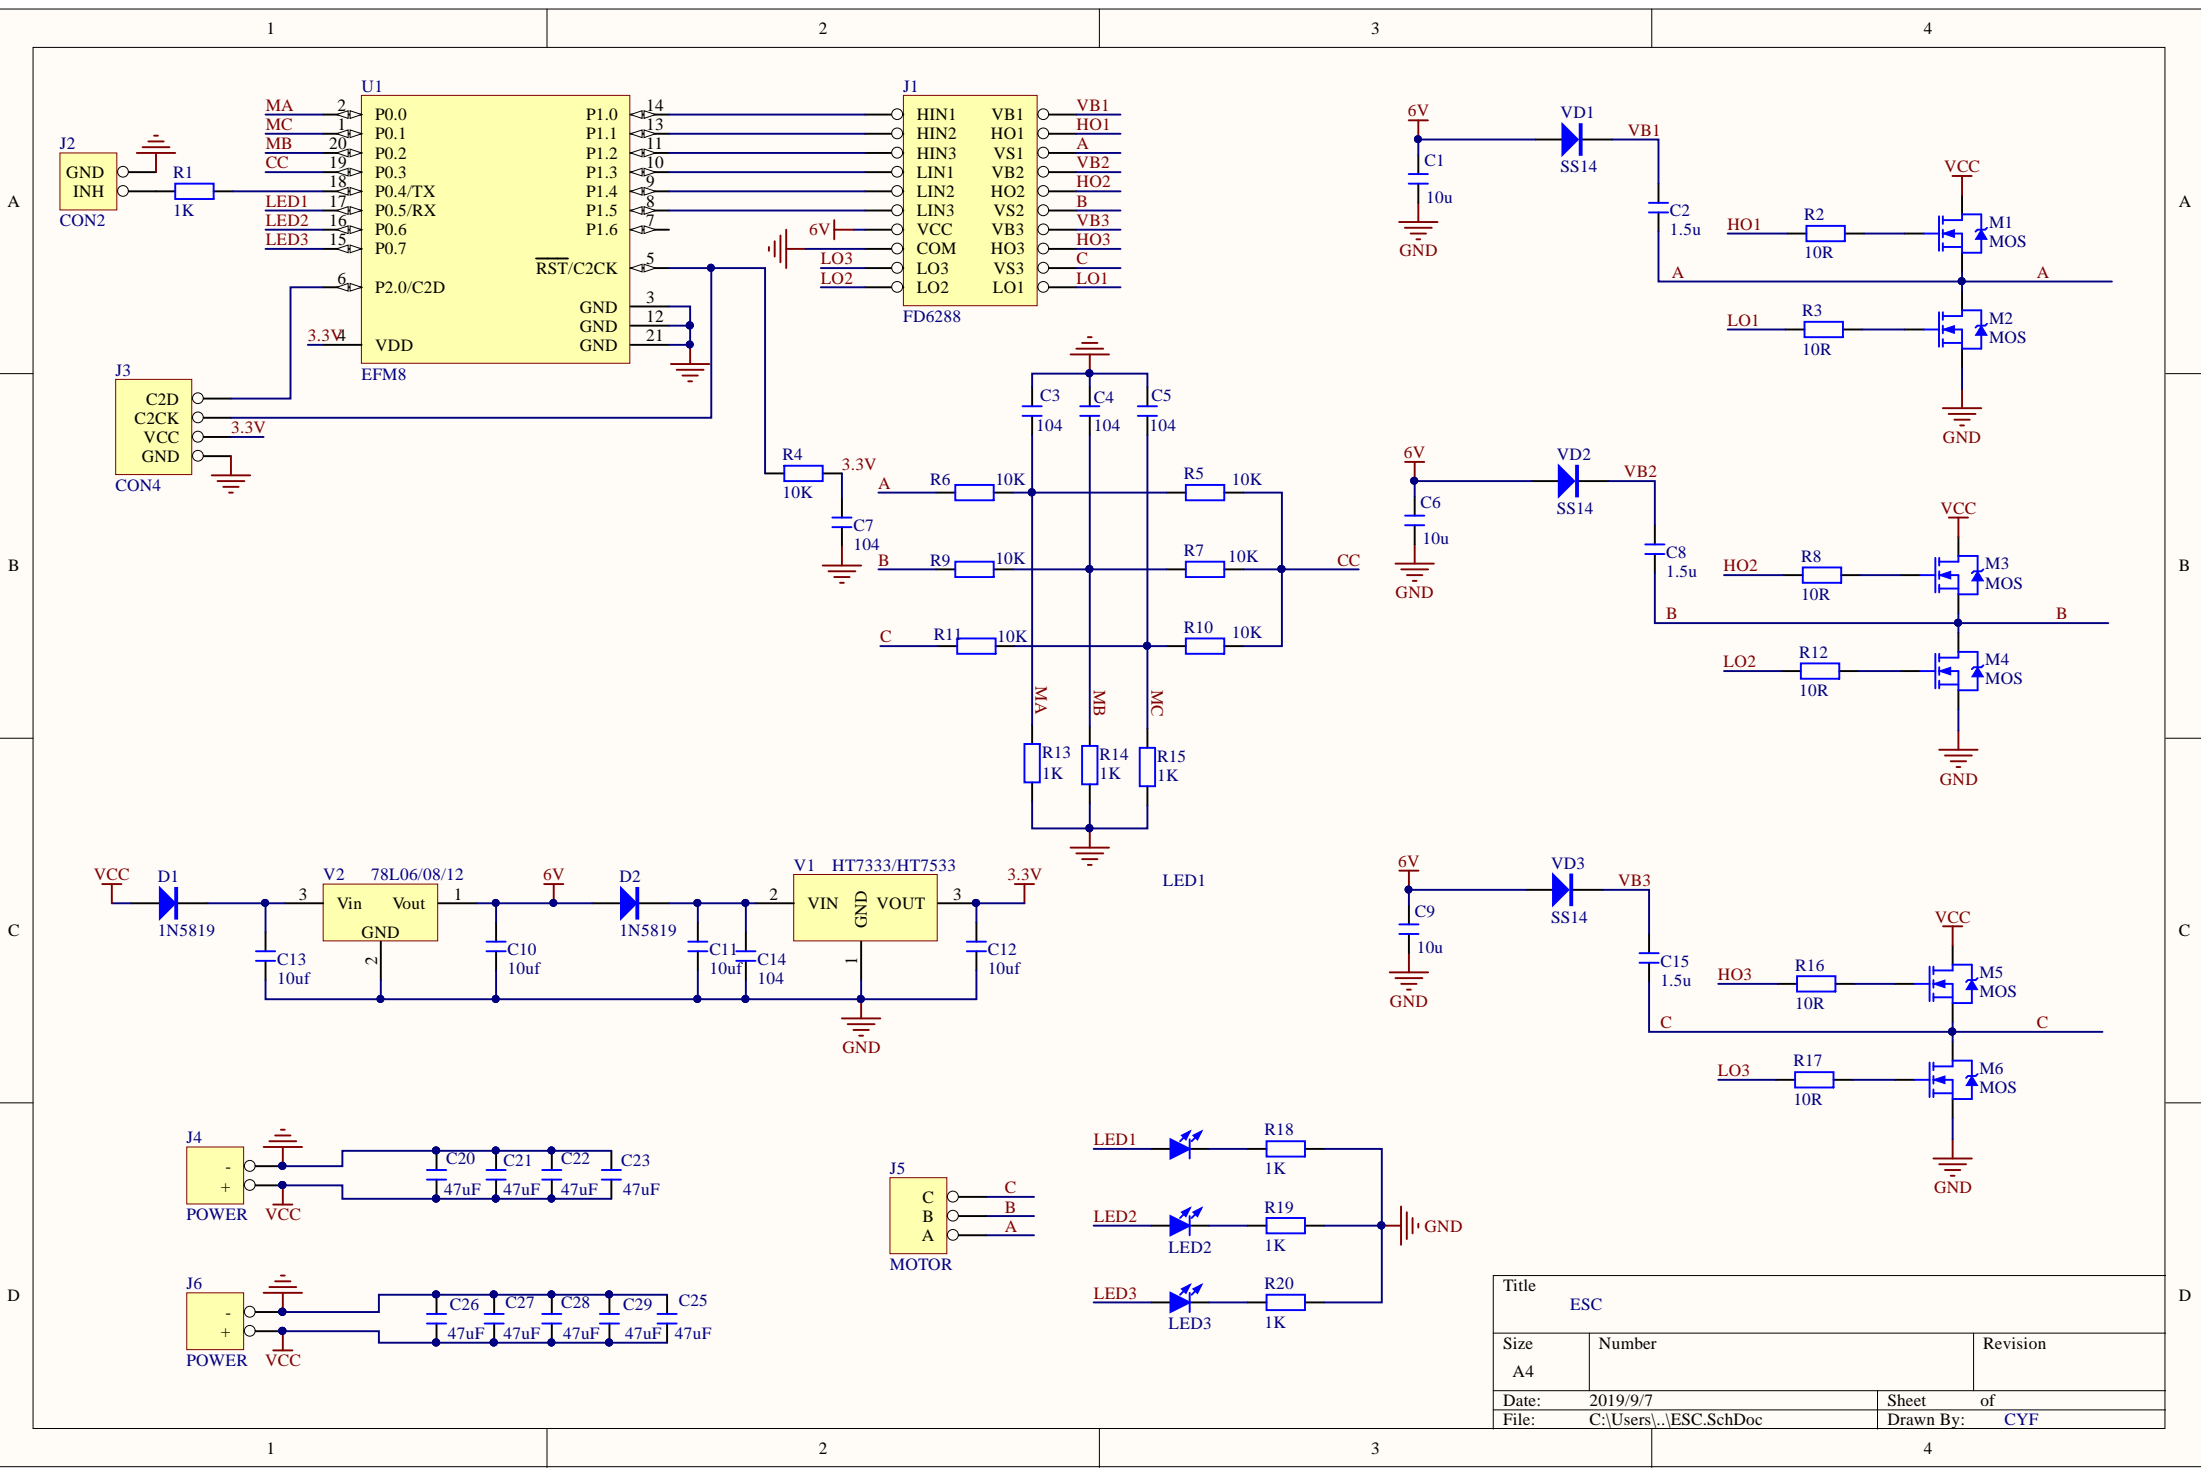 1 2 3 4
A
B
C
D
A
B
C
D
U1
MA 2 P0.0
MC 1 P0.1
MB 20 P0.2
CC 19 P0.3
18 P0.4/TX
LED1 17 P0.5/RX
LED2 16 P0.6
LED3 15 P0.7
6 P2.0/C2D
3.3V 4 VDD
P1.0 14
P1.1 13
P1.2 11
P1.3 10
P1.4 9
P1.5 8
P1.6 7
RST/C2CK 5
GND 3
GND 12
GND 21
EFM8
J2
GND
INH
CON2
R1
1K
J3
C2D
C2CK
VCC 3.3V
GND
CON4
J1
HIN1 VB1 VB1
HIN2 HO1 HO1
HIN3 VS1 A
LIN1 VB2 VB2
LIN2 HO2 HO2
LIN3 VS2 B
6V VCC VB3 VB3
COM HO3 HO3
LO3 LO3 VS3 C
LO2 LO2 LO1 LO1
FD6288
R4
10K
3.3V
C7
104
C3
104
C4
104
C5
104
A R6 10K R5 10K
B R9 10K R7 10K CC
C R11 10K R10 10K
MA MB MC
R13
1K
R14
1K
R15
1K
6V
C1
10u
GND
VD1
SS14
VB1
C2
1.5u
VCC
HO1 R2
10R
M1
MOS
A A
LO1 R3
10R
M2
MOS
GND
6V
C6
10u
GND
VD2
SS14
VB2
C8
1.5u
VCC
HO2 R8
10R
M3
MOS
B B
LO2 R12
10R
M4
MOS
GND
6V
C9
10u
GND
VD3
SS14
VB3
C15
1.5u
VCC
HO3 R16
10R
M5
MOS
C C
LO3 R17
10R
M6
MOS
GND
VCC D1
1N5819
V2 78L06/08/12
3 Vin Vout 1
GND
2
6V
D2
1N5819
V1 HT7333/HT7533
2 VIN GND VOUT 3
1
3.3V
C13
10uf
C10
10uf
C11
10uf
C14
104
C12
10uf
GND
LED1
J4
-
+
POWER VCC
C20 C21 C22 C23
47uF 47uF 47uF 47uF
J6
-
+
POWER VCC
C26 C27 C28 C29 C25
47uF 47uF 47uF 47uF 47uF
J5
C C
B B
A A
MOTOR
LED1 R18
1K
LED2 R19
LED2 1K
GND
LED3 R20
LED3 1K
Title
ESC
Size Number Revision
A4
Date: 2019/9/7 Sheet of
File: C:\Users\..\ESC.SchDoc Drawn By: CYF
1 2 3 4